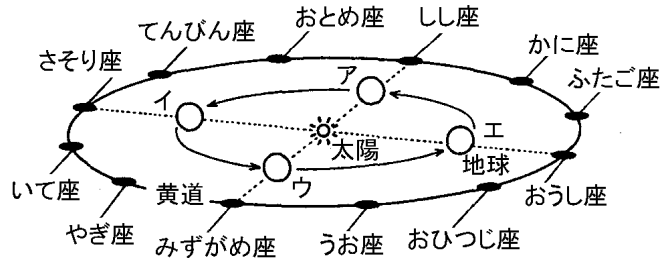 おとめ座
しし座
てんびん座
かに座
さそり座
ふたご座
ア
イ
エ
太陽
地球
ウ
いて座
黄道
おうし座
やぎ座
みずがめ座
うお座
おひつじ座